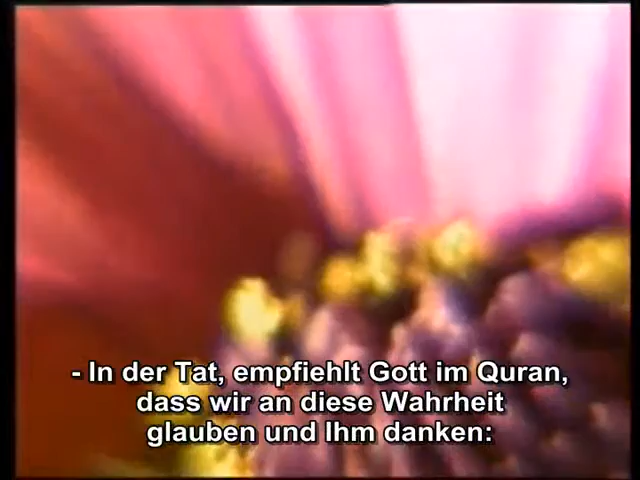 - In der Tat, empfiehlt Gott im Quran,
dass wir an diese Wahrheit
glauben und Ihm danken: